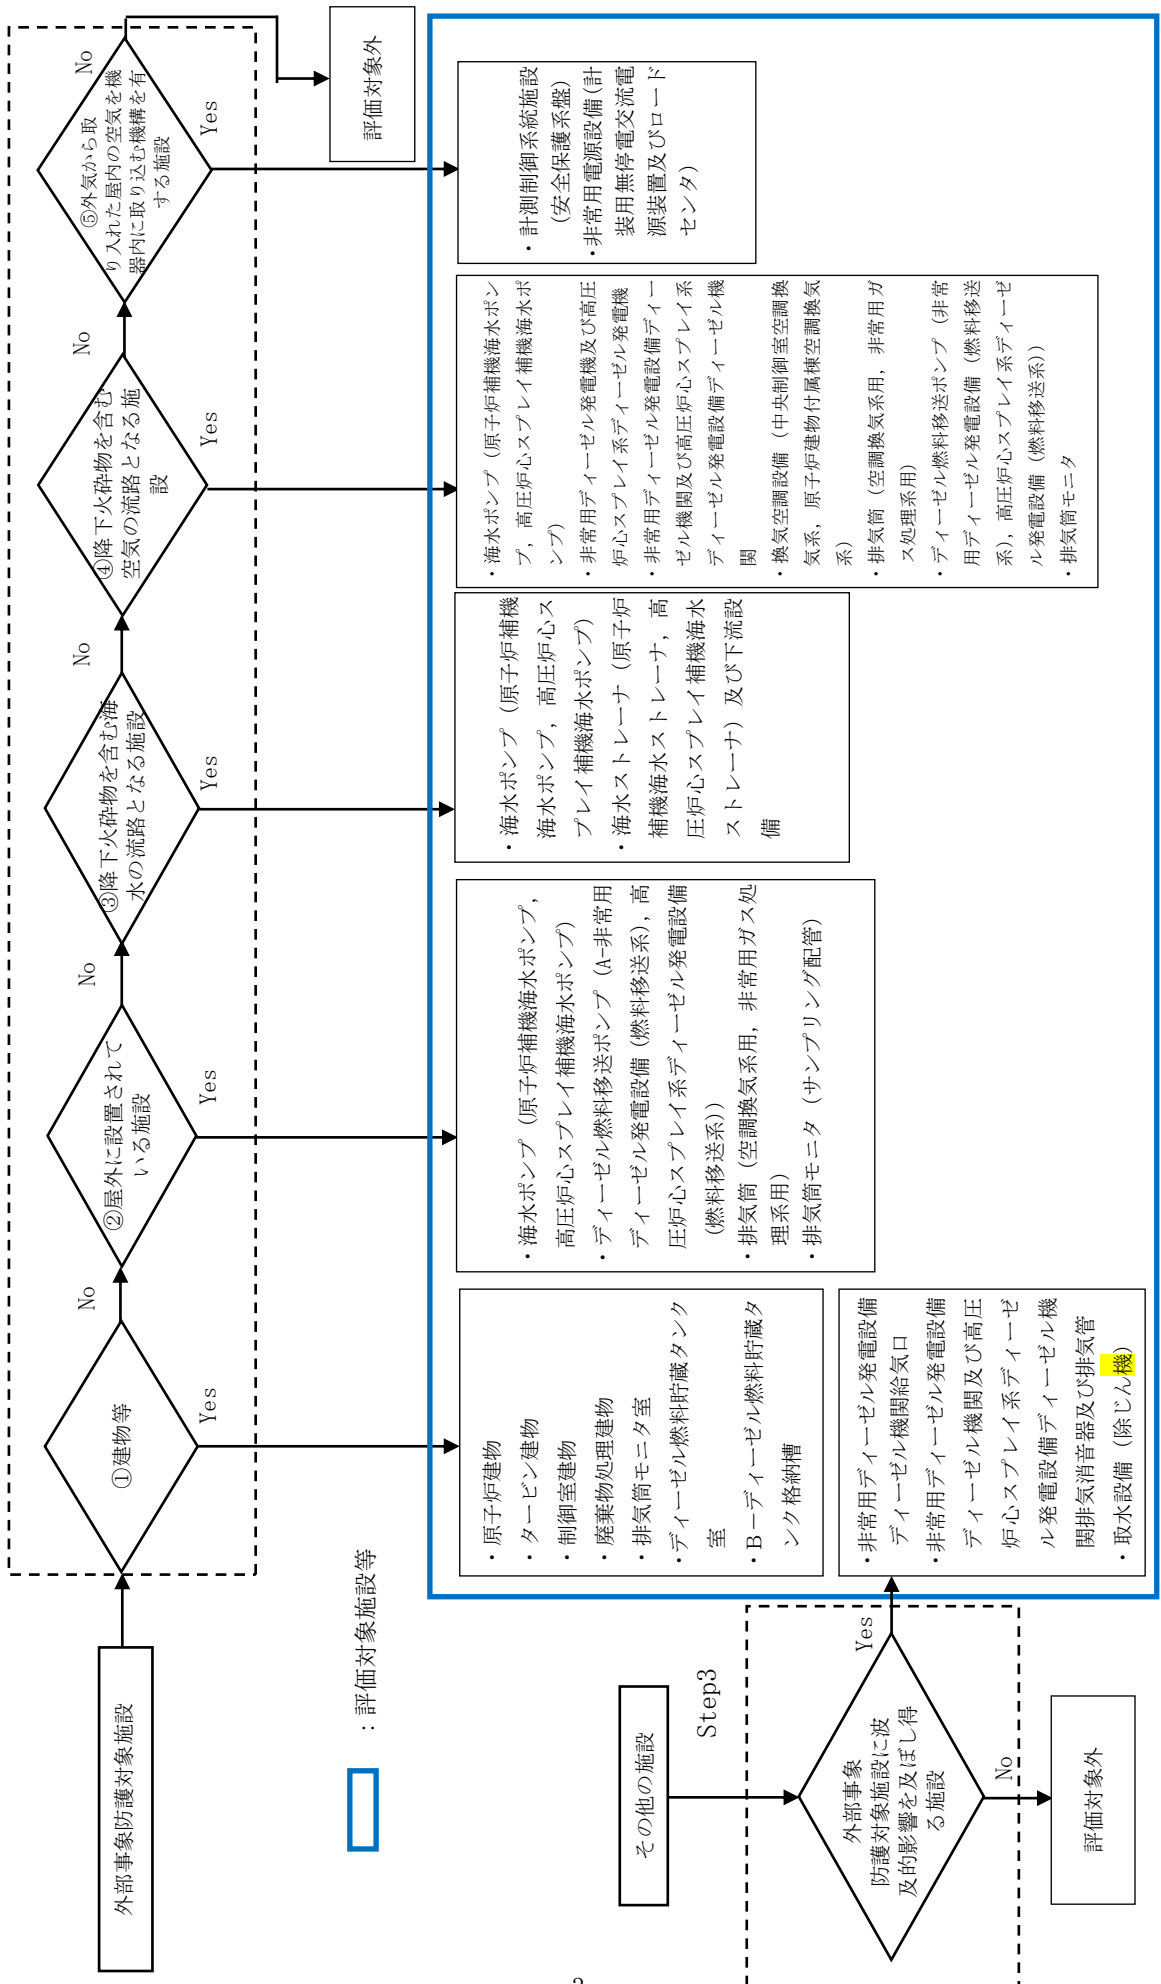 外部事象防護対象施設
①建物等
No
Yes
②屋外に設置されて
いる施設
No
Yes
③降下火砕物を含む海
水の流路となる施設
No
Yes
④降下火砕物を含む
空気の流路となる施
設
No
Yes
⑤外気から取
り入れた屋内の空気を機
器内に取り込む機構を有
する施設
No
Yes
評価対象外
：評価対象施設等
・原子炉建物
・タービン建物
・制御室建物
・廃棄物処理建物
・排気筒モニタ室
・ディーゼル燃料貯蔵タンク
室
・B－ディーゼル燃料貯蔵タ
ンク格納槽
・海水ポンプ（原子炉補機海水ポンプ，
高圧炉心スプレイ補機海水ポンプ）
・ディーゼル燃料移送ポンプ（A-非常用
ディーゼル発電設備（燃料移送系），高
圧炉心スプレイ系ディーゼル発電設備
（燃料移送系））
・排気筒（空調換気系用，非常用ガス処
理系用）
・排気筒モニタ（サンプリング配管）
・海水ポンプ（原子炉補機
海水ポンプ，高圧炉心ス
プレイ補機海水ポンプ）
・海水ストレーナ（原子炉
補機海水ストレーナ，高
圧炉心スプレイ補機海水
ストレーナ）及び下流設
備
・海水ポンプ（原子炉補機海水ポン
プ，高圧炉心スプレイ補機海水ポ
ンプ）
・非常用ディーゼル発電機及び高圧
炉心スプレイ系ディーゼル発電機
・非常用ディーゼル発電設備ディー
ゼル機関及び高圧炉心スプレイ系
ディーゼル発電設備ディーゼル機
関
・換気空調設備（中央制御室空調換
気系，原子炉建物付属棟空調換気
系）
・排気筒（空調換気系用，非常用ガ
ス処理系用）
・ディーゼル燃料移送ポンプ（非常
用ディーゼル発電設備（燃料移送
系），高圧炉心スプレイ系ディーゼ
ル発電設備（燃料移送系））
・排気筒モニタ
・計測制御系統施設
（安全保護系盤）
・非常用電源設備（計
装用無停電交流電
源装置及びロード
センタ）
その他の施設
Step3
外部事象
防護対象施設に波
及的影響を及ぼし得
る施設
Yes
No
評価対象外
・非常用ディーゼル発電設備
ディーゼル機関給気口
・非常用ディーゼル発電設備
ディーゼル機関及び高圧
炉心スプレイ系ディーゼ
ル発電設備ディーゼル機
関排気消音器及び排気管
・取水設備（除じん機）